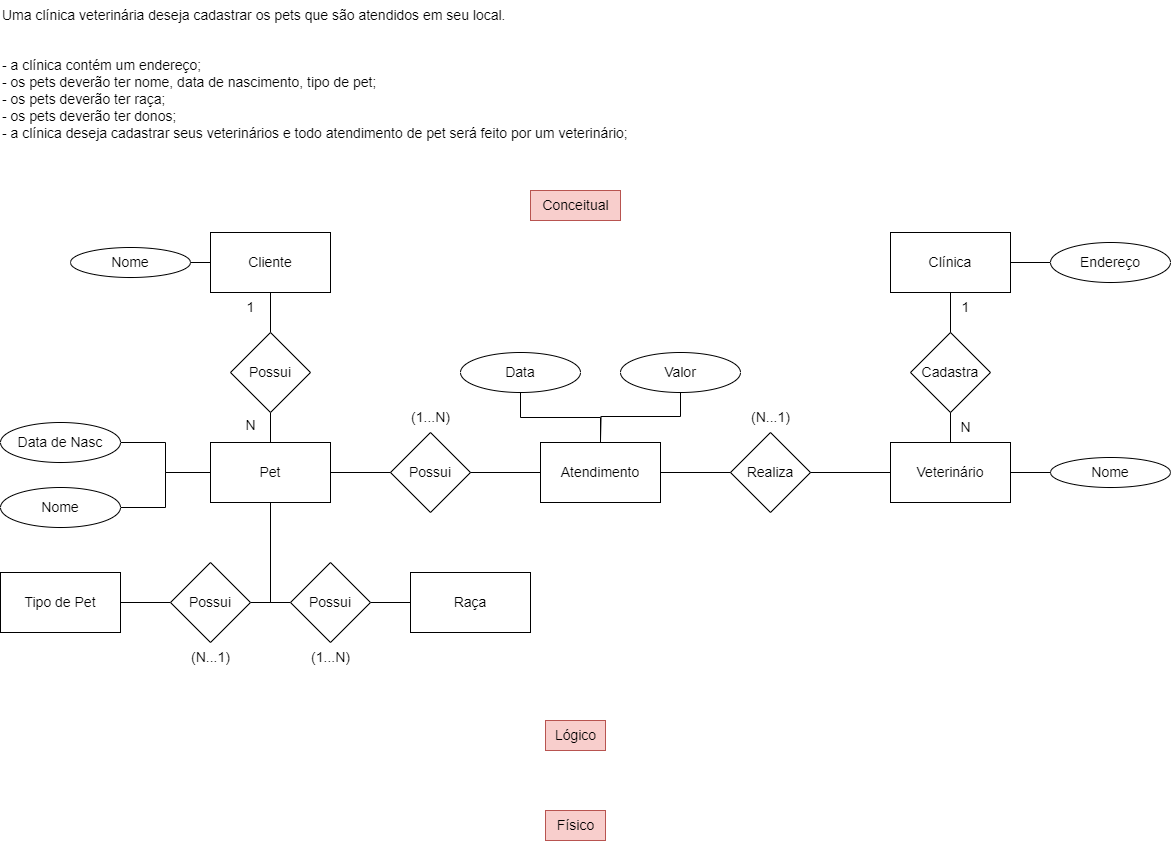 Uma clínica veterinária deseja cadastrar os pets que são atendidos em seu local.
- a clínica contém um endereço;
- os pets deverão ter nome, data de nascimento, tipo de pet;
- os pets deverão ter raça;
- os pets deverão ter donos;
- a clínica deseja cadastrar seus veterinários e todo atendimento de pet será feito por um veterinário;
Conceitual
Nome
Cliente
Clínica
Endereço
1
1
Possui
Data
Valor
Cadastra
N
(1...N)
(N...1)
N
Data de Nasc
Nome
Pet
Possui
Atendimento
Realiza
Veterinário
Nome
Tipo de Pet
Possui
Possui
Raça
(N...1)
(1...N)
Lógico
Físico